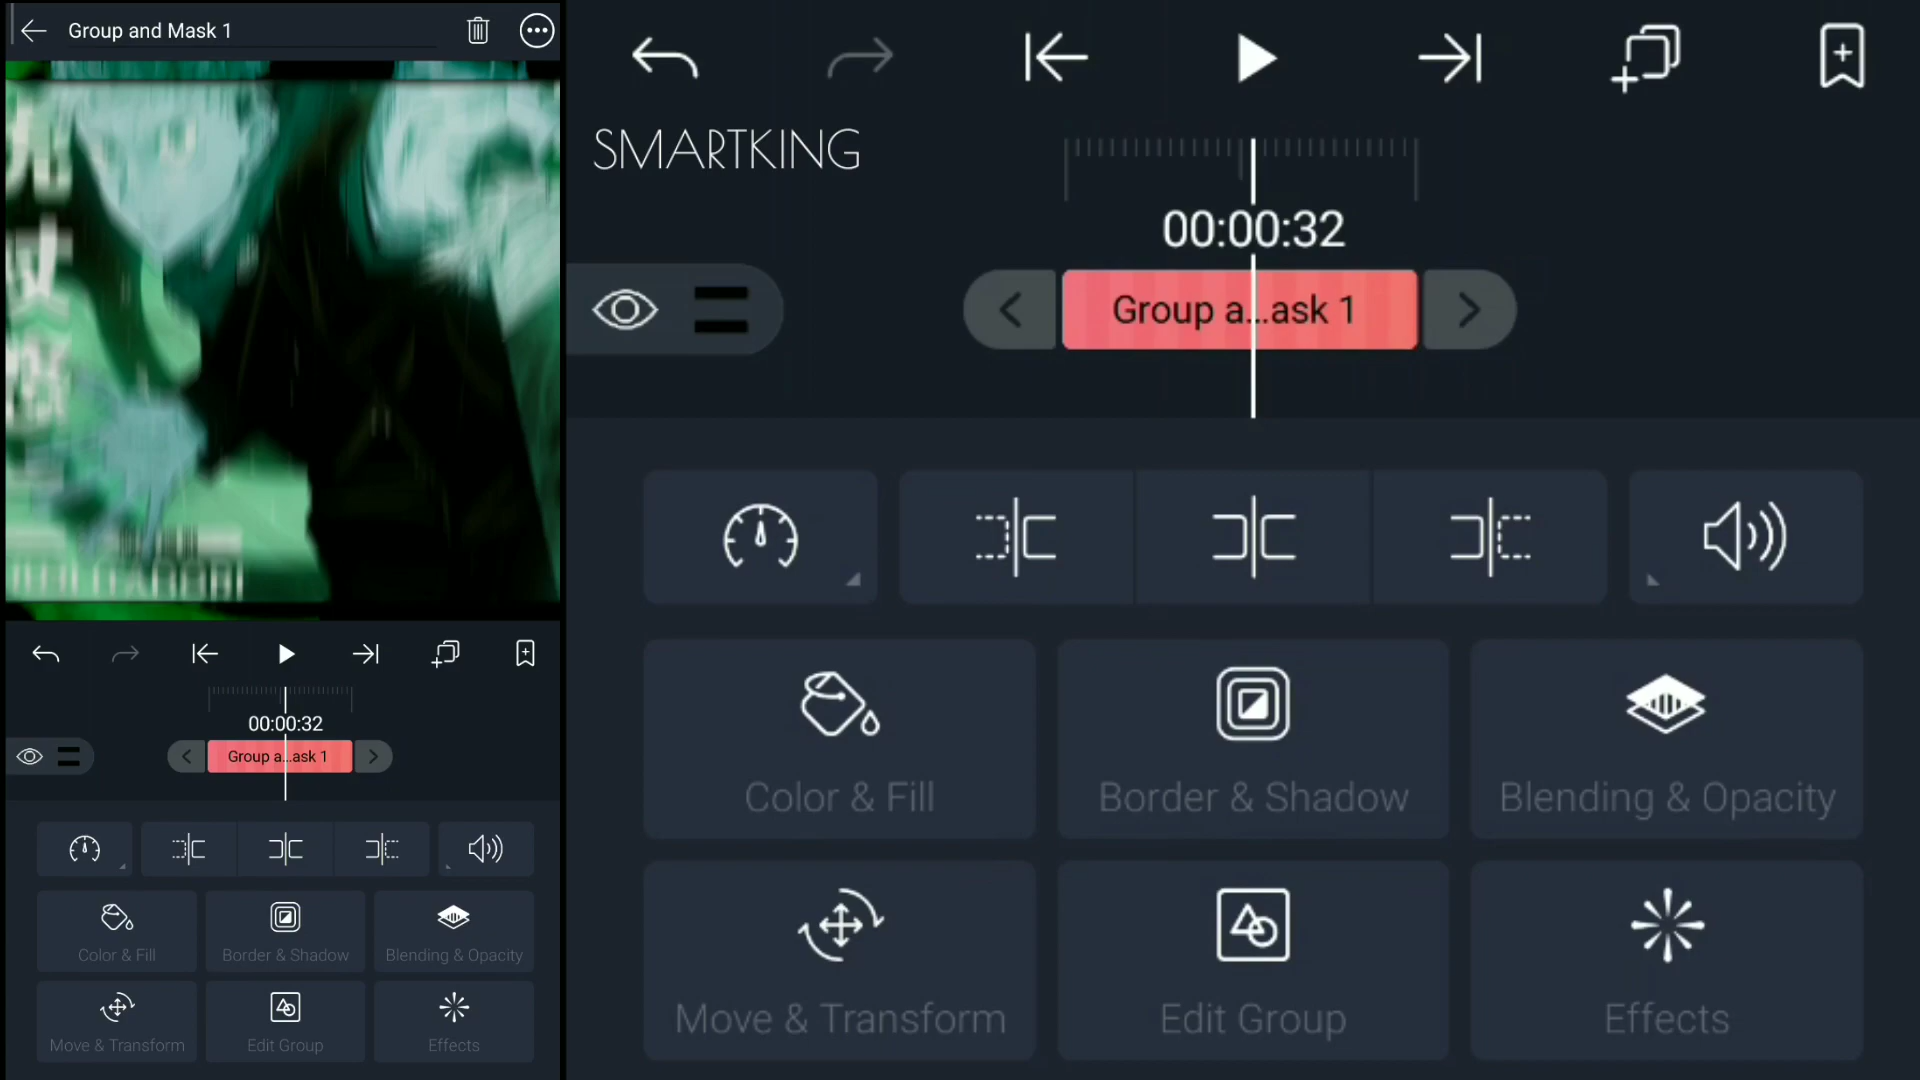 Group and Mask 1
00:00:32
Group a...ask 1
Color & Fill
Border & Shadow
Blending & Opacity
Move & Transform
Edit Group
Effects
SMARTKING
00:00:32
Group a...ask 1
Color & Fill
Border & Shadow
Blending & Opacity
Move & Transform
Edit Group
Effects